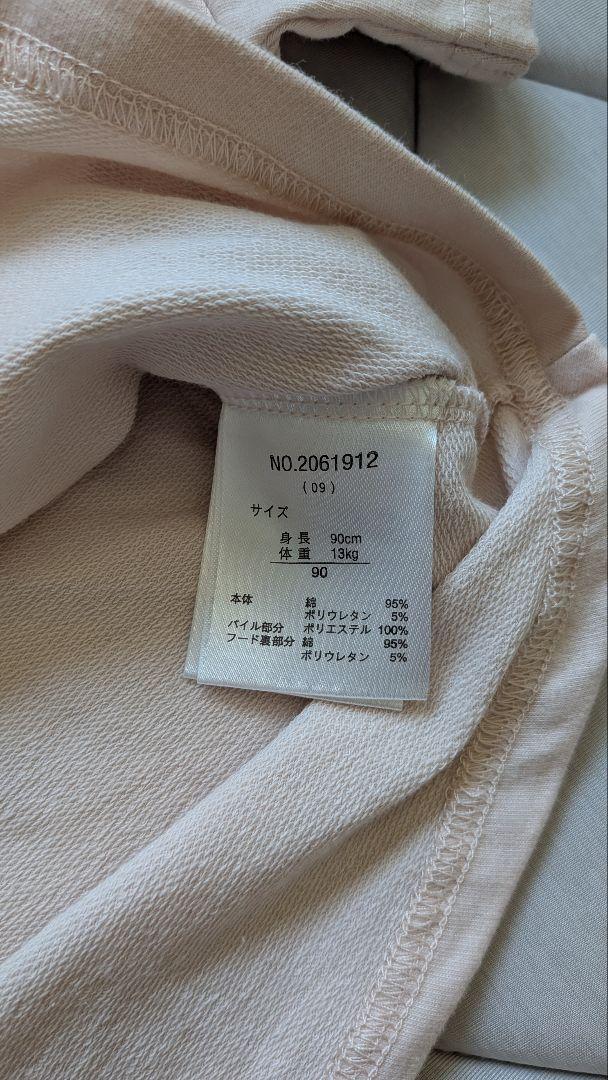 NO.2061912
(09)
サイズ
身長 90cm
体重 13kg
90
本体 綿 95%
ポリウレタン 5%
パイル部分 ポリエステル 100%
フード裏部分 綿 95%
ポリウレタン 5%